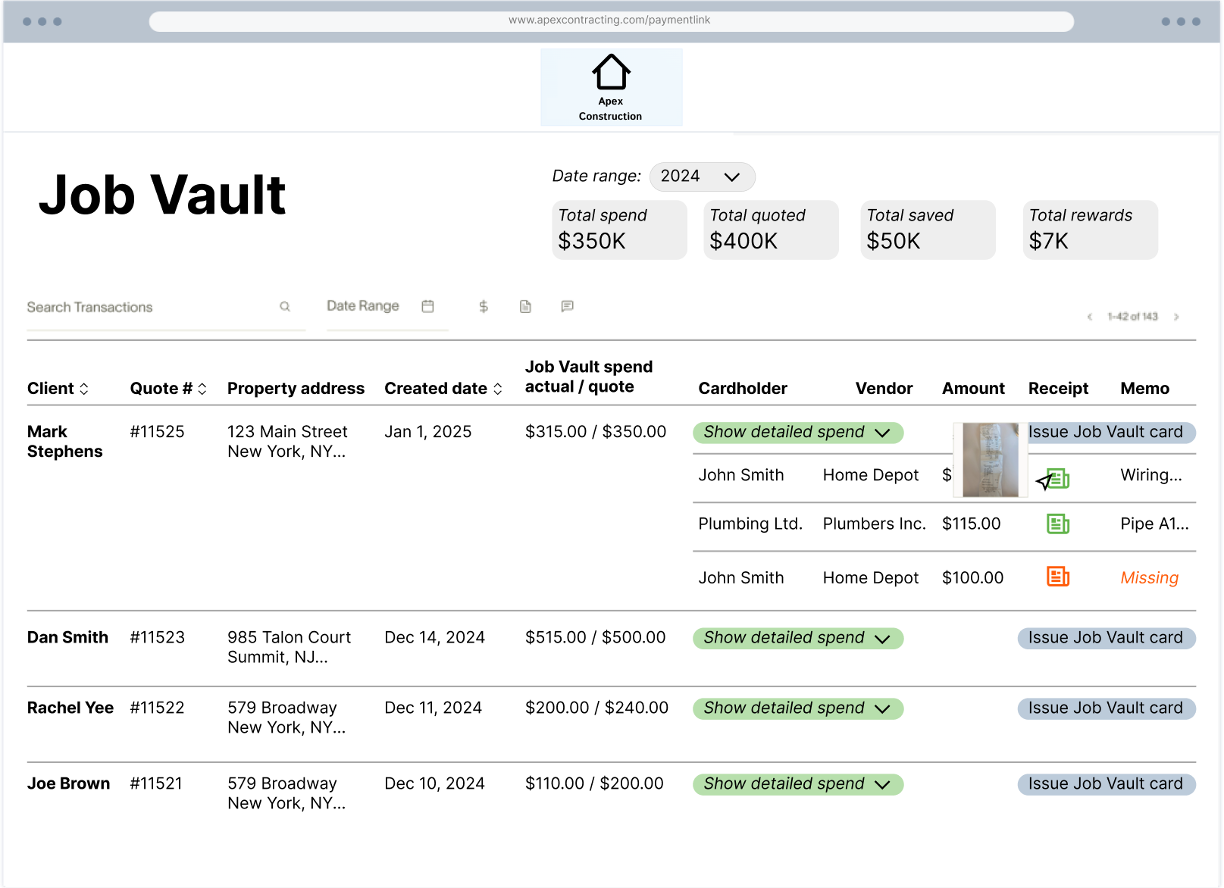 www.apexcontracting.com/paymentlink
Apex
Construction
Job Vault
Date range: 2024
Total spend
$350K
Total quoted
$400K
Total saved
$50K
Total rewards
$7K
Search Transactions
Date Range
$
1-42 of 143
Client
Quote #
Property address
Created date
Job Vault spend
actual / quote
Cardholder
Vendor
Amount
Receipt
Memo
Mark
Stephens
#11525
123 Main Street
New York, NY...
Jan 1, 2025
$315.00 / $350.00
Show detailed spend
Issue Job Vault card
John Smith
Home Depot
$
Wiring...
Plumbing Ltd.
Plumbers Inc.
$115.00
Pipe A1...
John Smith
Home Depot
$100.00
Missing
Dan Smith
#11523
985 Talon Court
Summit, NJ...
Dec 14, 2024
$515.00 / $500.00
Show detailed spend
Issue Job Vault card
Rachel Yee
#11522
579 Broadway
New York, NY...
Dec 11, 2024
$200.00 / $240.00
Show detailed spend
Issue Job Vault card
Joe Brown
#11521
579 Broadway
New York, NY...
Dec 10, 2024
$110.00 / $200.00
Show detailed spend
Issue Job Vault card